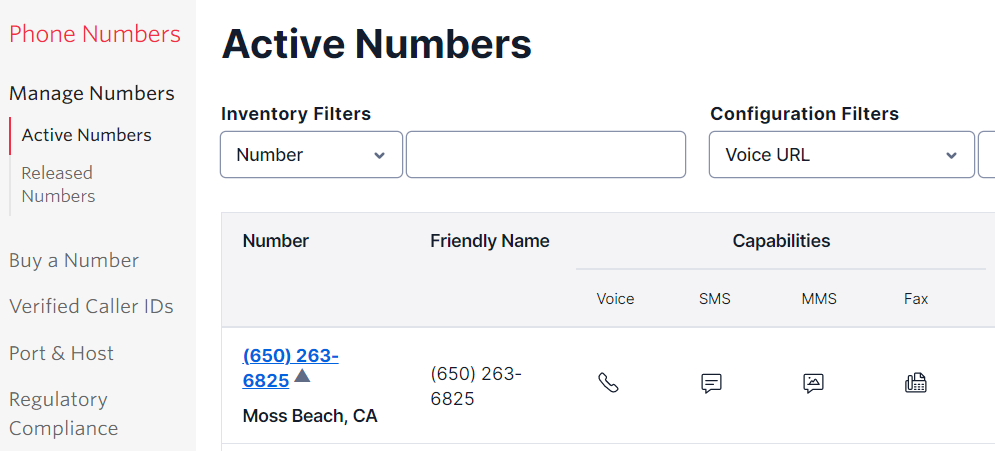 Phone Numbers
Manage Numbers
Active Numbers
Released
Numbers
Buy a Number
Verified Caller IDs
Port & Host
Regulatory
Compliance
Active Numbers
Inventory Filters
Configuration Filters
Number
Voice URL
Number
Friendly Name
Capabilities
Voice
SMS
MMS
Fax
(650) 263-
6825
Moss Beach, CA
(650) 263-
6825